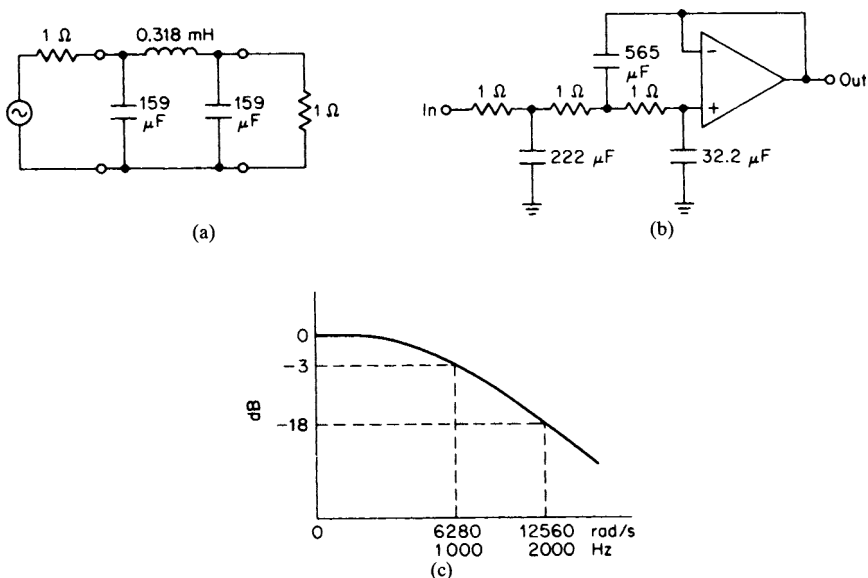 1 Ω
0.318 mH
159
μF
159
μF
1 Ω
(a)
565
μF
In
1 Ω
1 Ω
1 Ω
−
+
Out
222 μF
32.2 μF
(b)
0
−3
−18
dB
0
6280
12560
rad/s
1000
2000
Hz
(c)